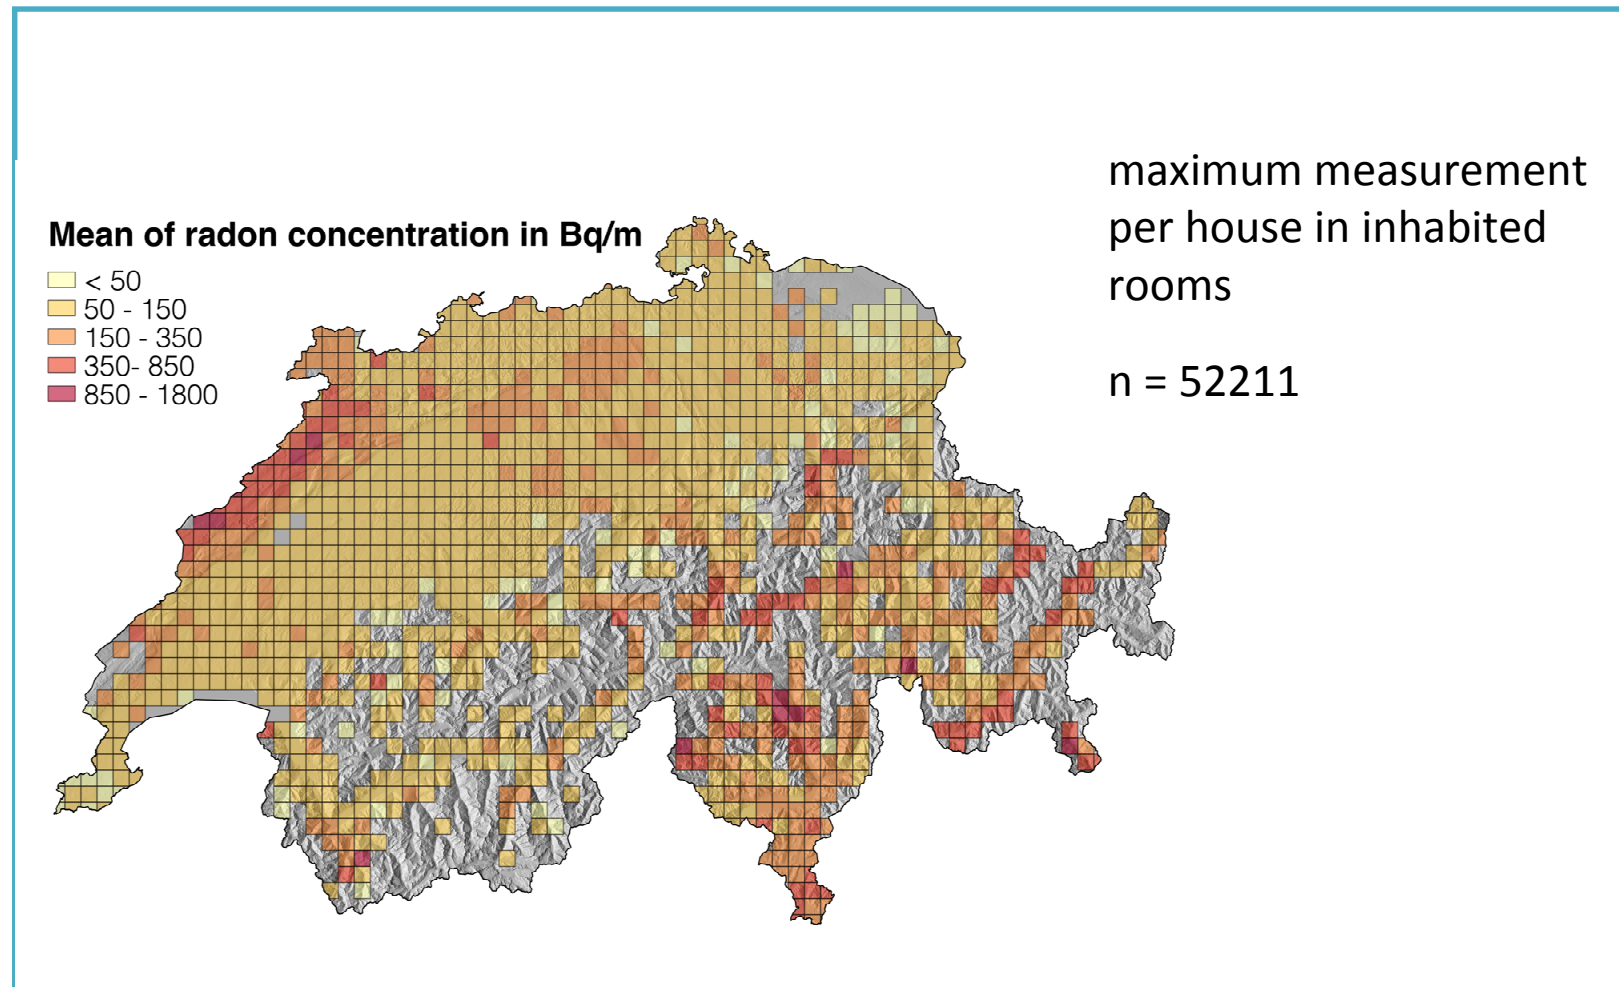 maximum measurement
per house in inhabited
rooms
n = 52211
Mean of radon concentration in Bq/m
< 50
50 - 150
150 - 350
350- 850
850 - 1800